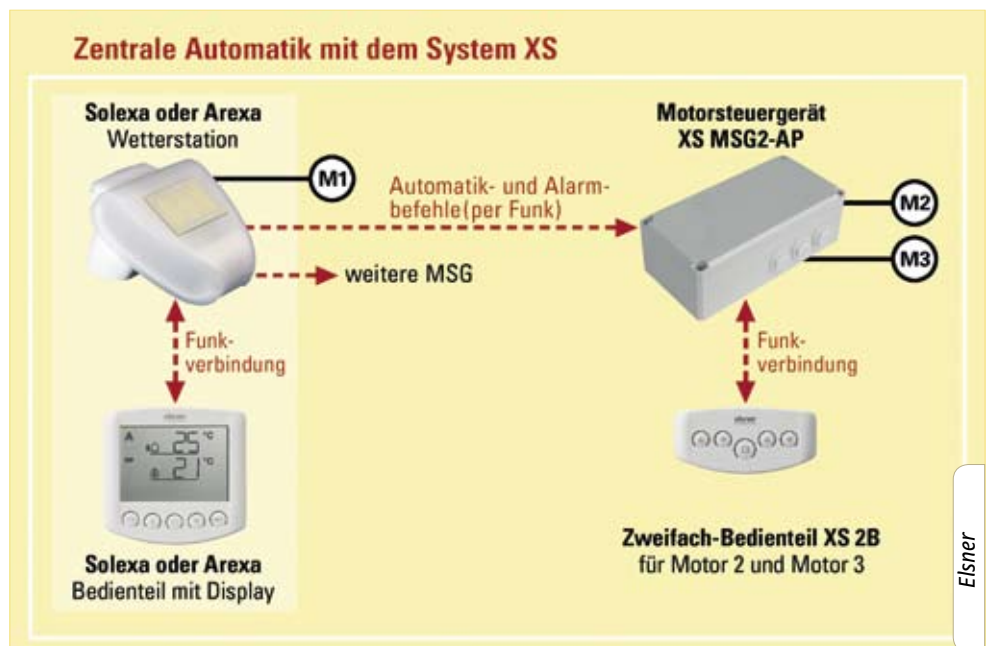 Zentrale Automatik mit dem System XS
Solexa oder Arexa
Wetterstation
M1
Automatik- und Alarm-
befehle(per Funk)
weitere MSG
Motorsteuergerät
XS MSG2-AP
M2
M3
Funk-
verbindung
Funk-
verbindung
elsner
A
25 °C
21 °C
elsner
Solexa oder Arexa
Bedienteil mit Display
Zweifach-Bedienteil XS 2B
für Motor 2 und Motor 3
Elsner